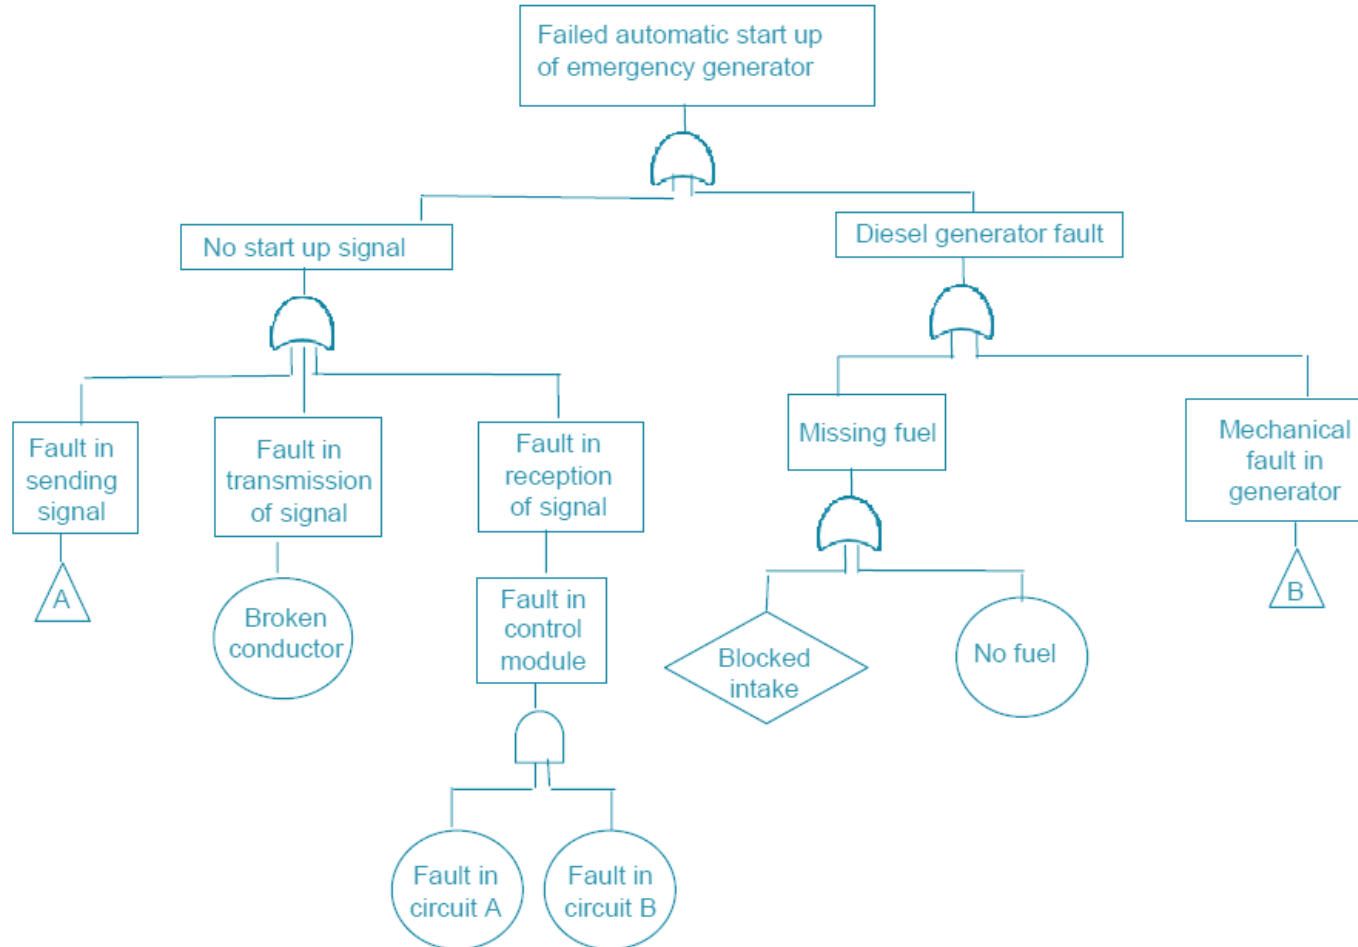 Failed automatic start up
of emergency generator
No start up signal
Diesel generator fault
Fault in
sending
signal
Fault in
transmission
of signal
Fault in
reception
of signal
Missing fuel
Mechanical
fault in
generator
A
Broken
conductor
Fault in
control
module
Blocked
intake
No fuel
B
Fault in
circuit A
Fault in
circuit B